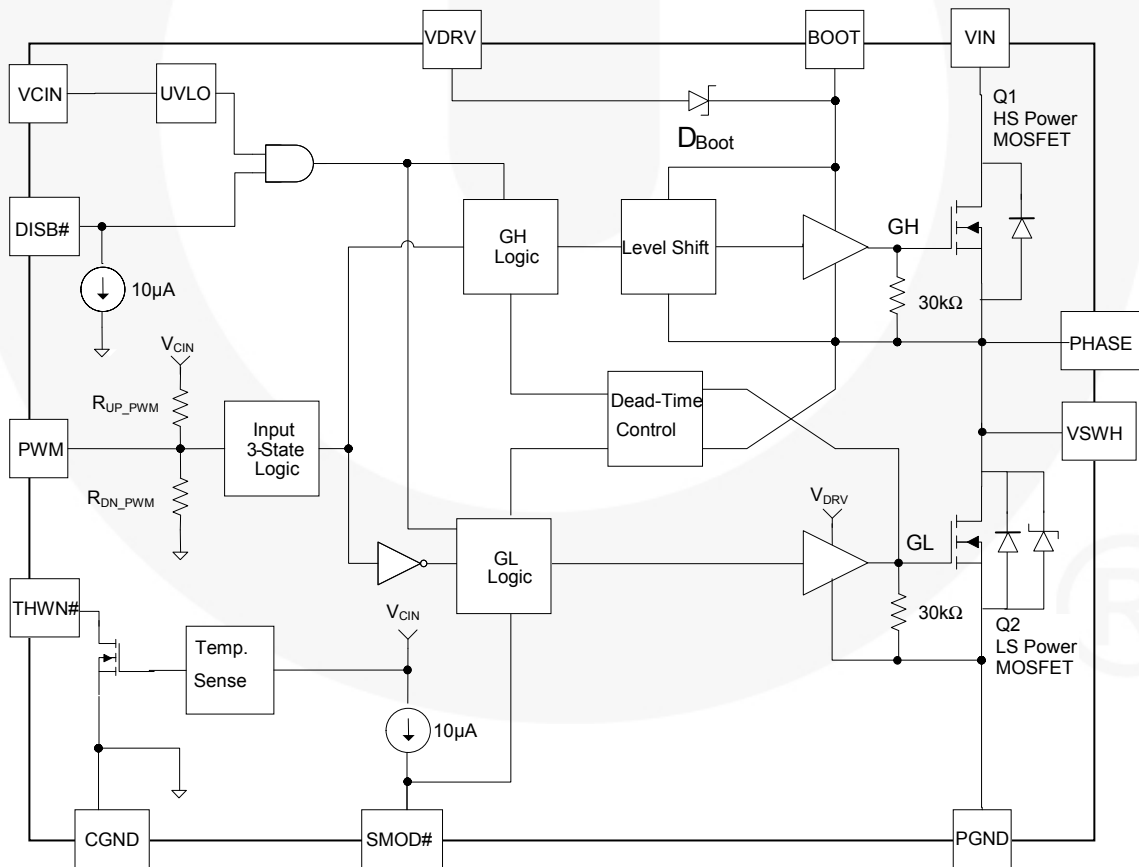 VDRV
BOOT
VIN
VCIN
UVLO
Q1
HS Power
MOSFET
DBoot
DISB#
GH
Logic
Level Shift
GH
10µA
30kΩ
VCIN
PHASE
RUP_PWM
Dead-Time
Control
Input
3-State
Logic
PWM
VSWH
RDN_PWM
VDRV
GL
GL
Logic
THWN#
VCIN
30kΩ
Temp.
Sense
Q2
LS Power
MOSFET
10µA
CGND
SMOD#
PGND
®